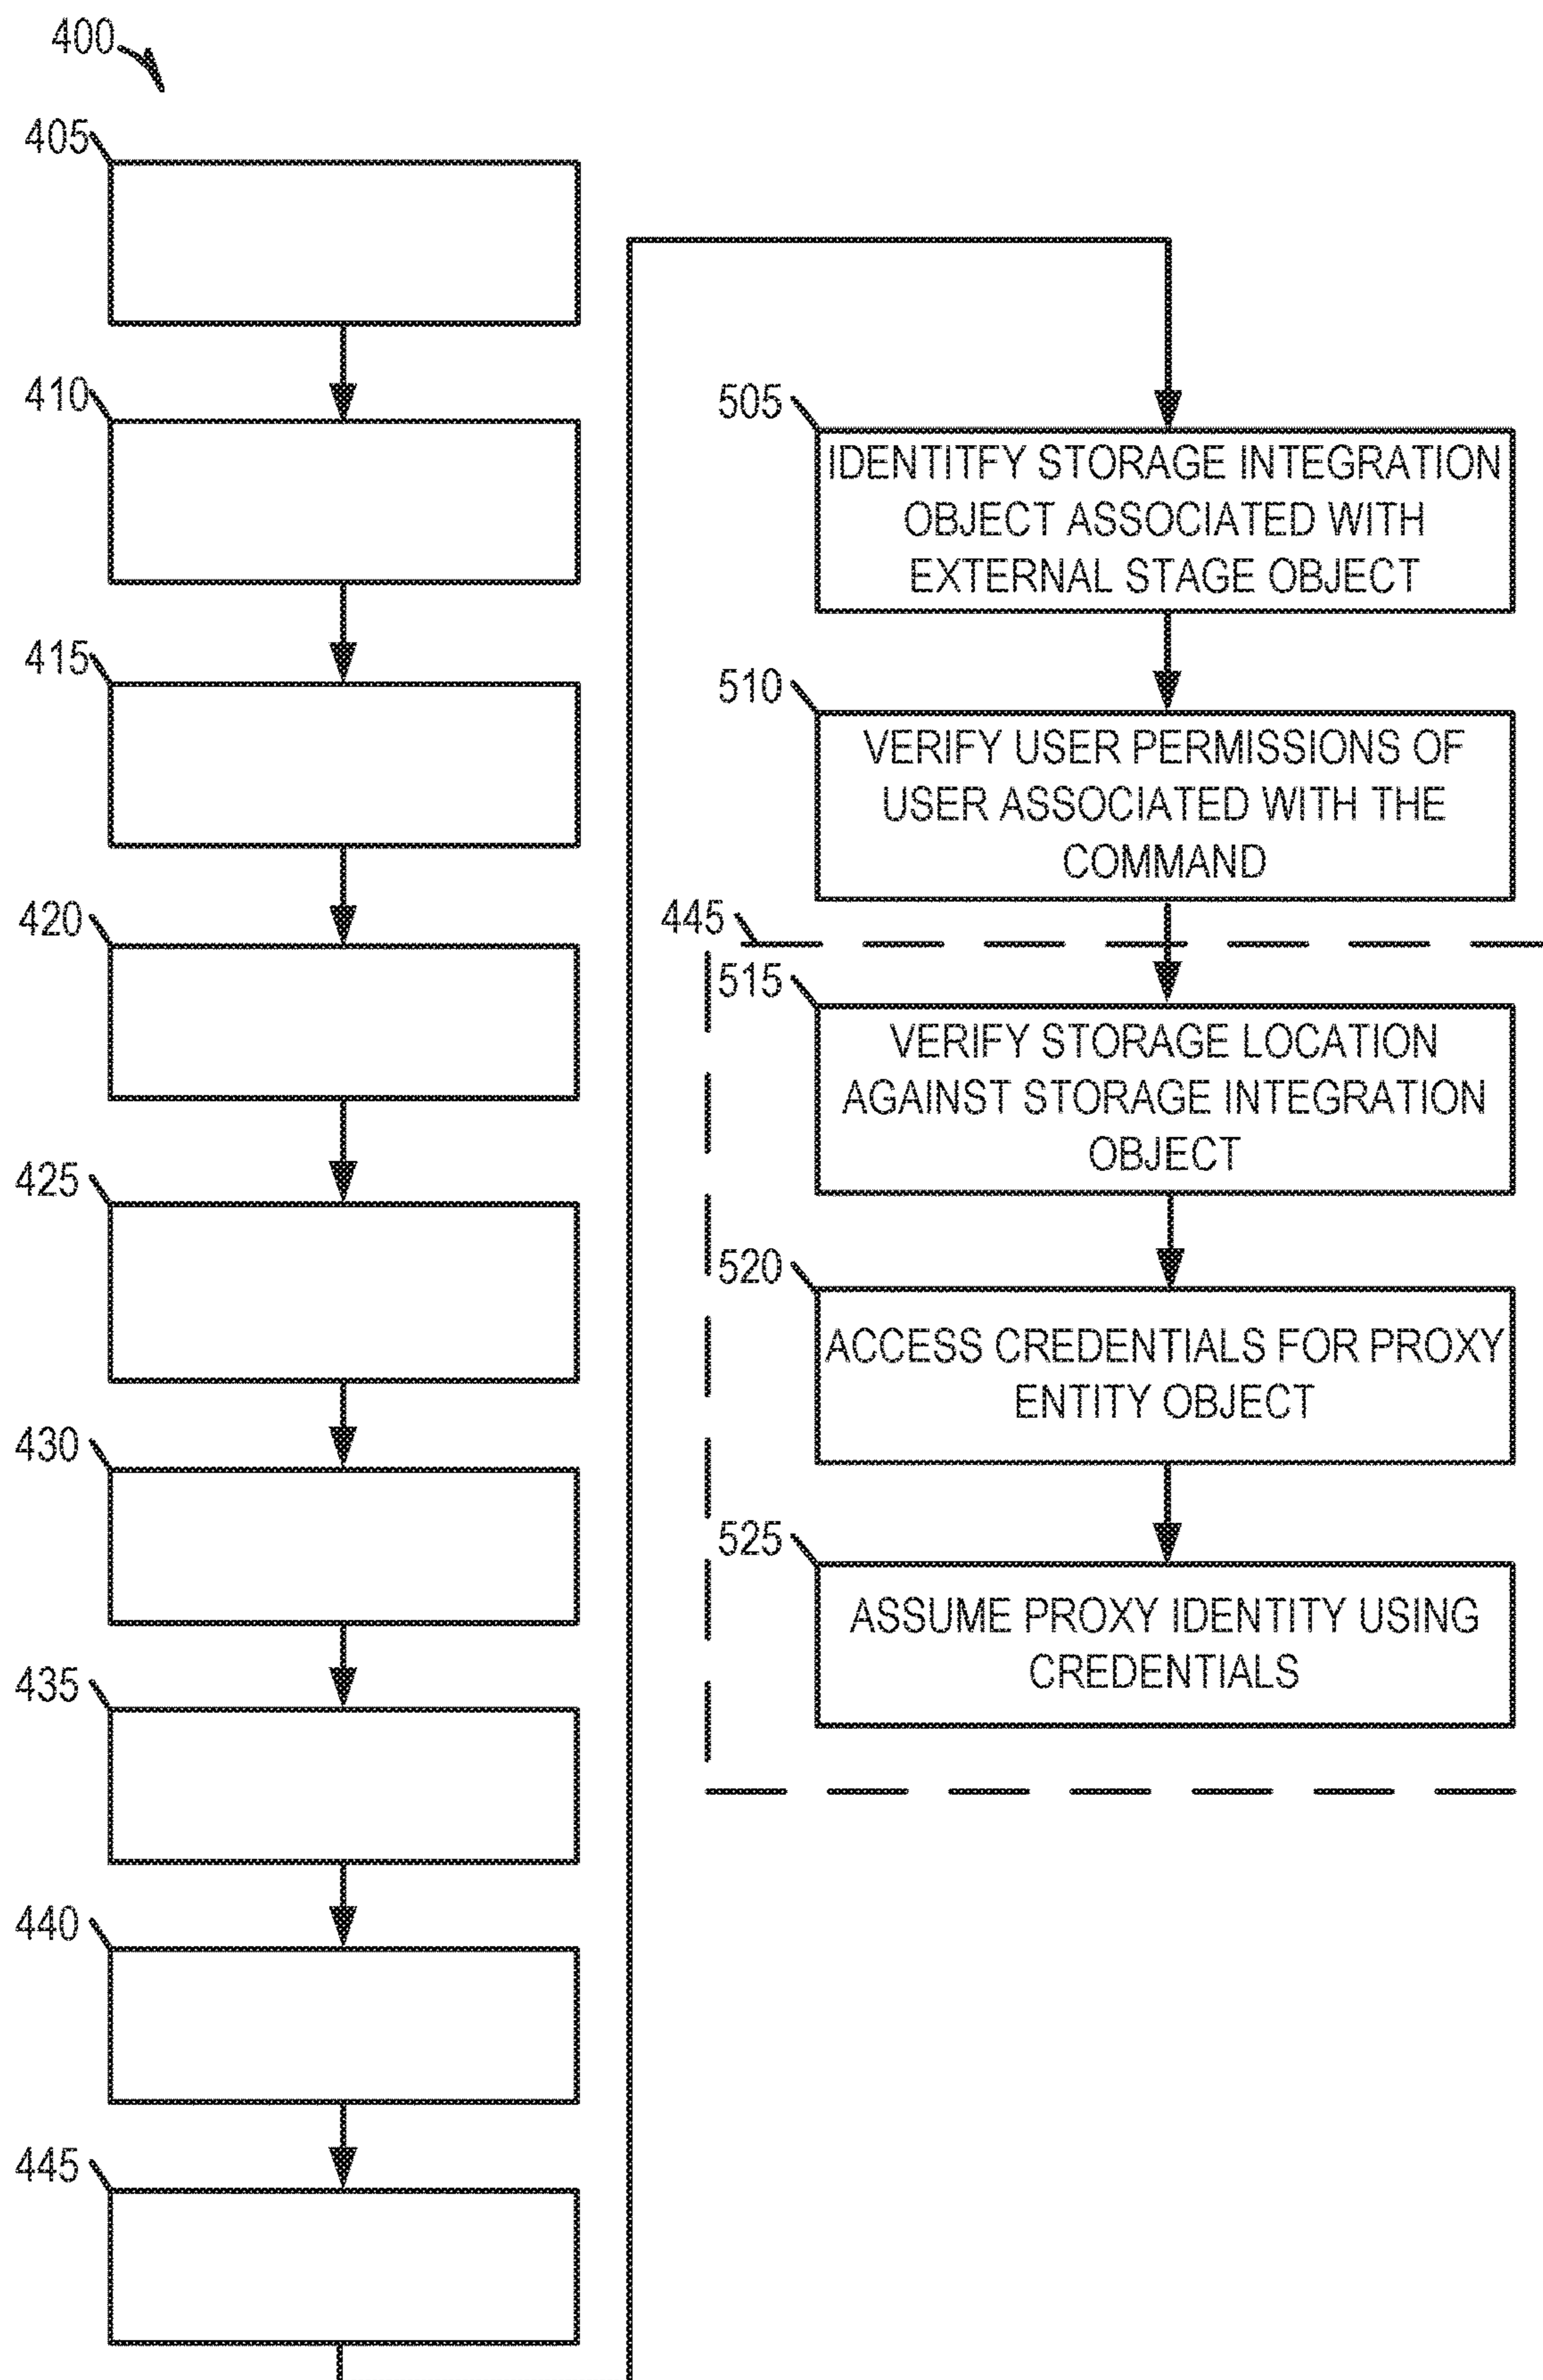 400
405
410
415
420
425
430
435
440
445
505
IDENTITFY STORAGE INTEGRATION
OBJECT ASSOCIATED WITH
EXTERNAL STAGE OBJECT
510
VERIFY USER PERMISSIONS OF
USER ASSOCIATED WITH THE
COMMAND
445
515
VERIFY STORAGE LOCATION
AGAINST STORAGE INTEGRATION
OBJECT
520
ACCESS CREDENTIALS FOR PROXY
ENTITY OBJECT
525
ASSUME PROXY IDENTITY USING
CREDENTIALS